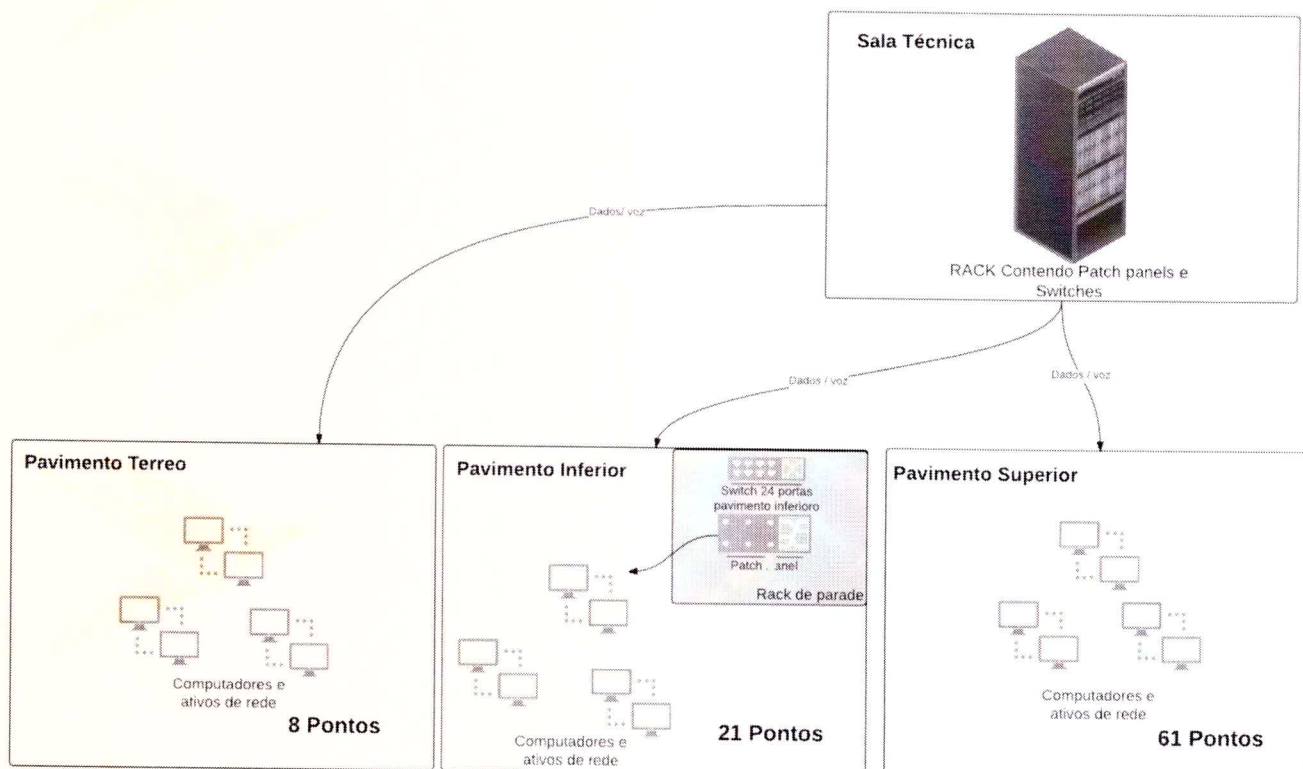 Sala Técnica
RACK Contendo Patch panels e
Switches
Dados/ voz
Dados / voz
Dados / voz
Pavimento Terreo
Computadores e
ativos de rede
8 Pontos
Pavimento Inferior
Switch 24 portas
pavimento inferioro
Patch . anel
Rack de parade
Computadores e
ativos de rede
21 Pontos
Pavimento Superior
Computadores e
ativos de rede
61 Pontos